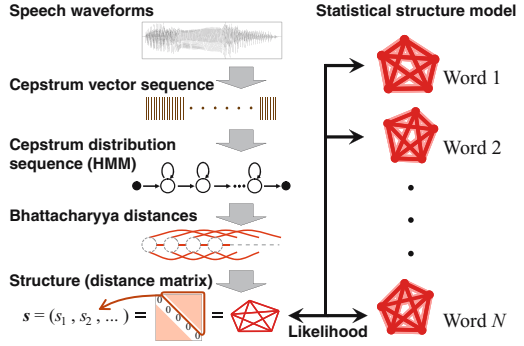 Speech waveforms
Cepstrum vector sequence
Cepstrum distribution
sequence (HMM)
Bhattacharyya distances
Structure (distance matrix)
s = (s1 , s2 , ... ) = 0 0 0 0 0 =
Likelihood
Statistical structure model
Word 1
Word 2
Word N